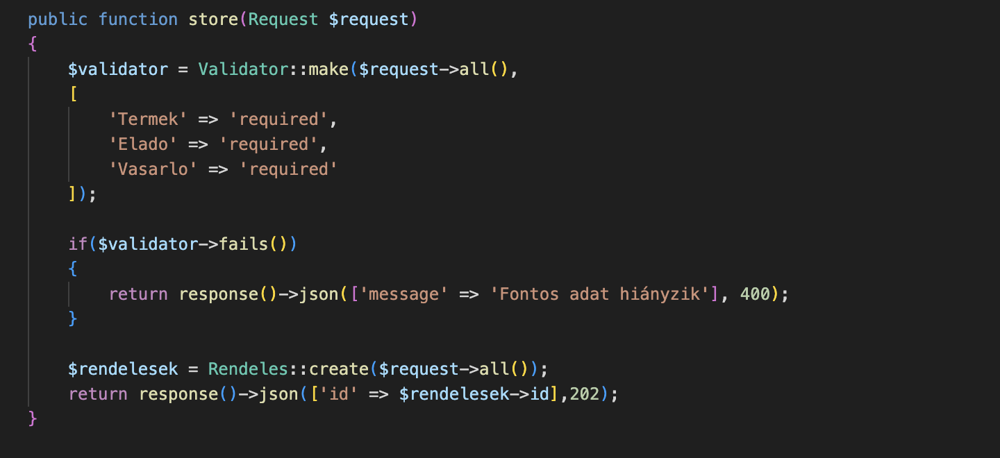 public function store(Request $request)
{
    $validator = Validator::make($request->all(),
    [
        'Termek' => 'required',
        'Elado' => 'required',
        'Vasarlo' => 'required'
    ]);

    if($validator->fails())
    {
        return response()->json(['message' => 'Fontos adat hiányzik'], 400);
    }

    $rendelesek = Rendeles::create($request->all());
    return response()->json(['id' => $rendelesek->id],202);
}